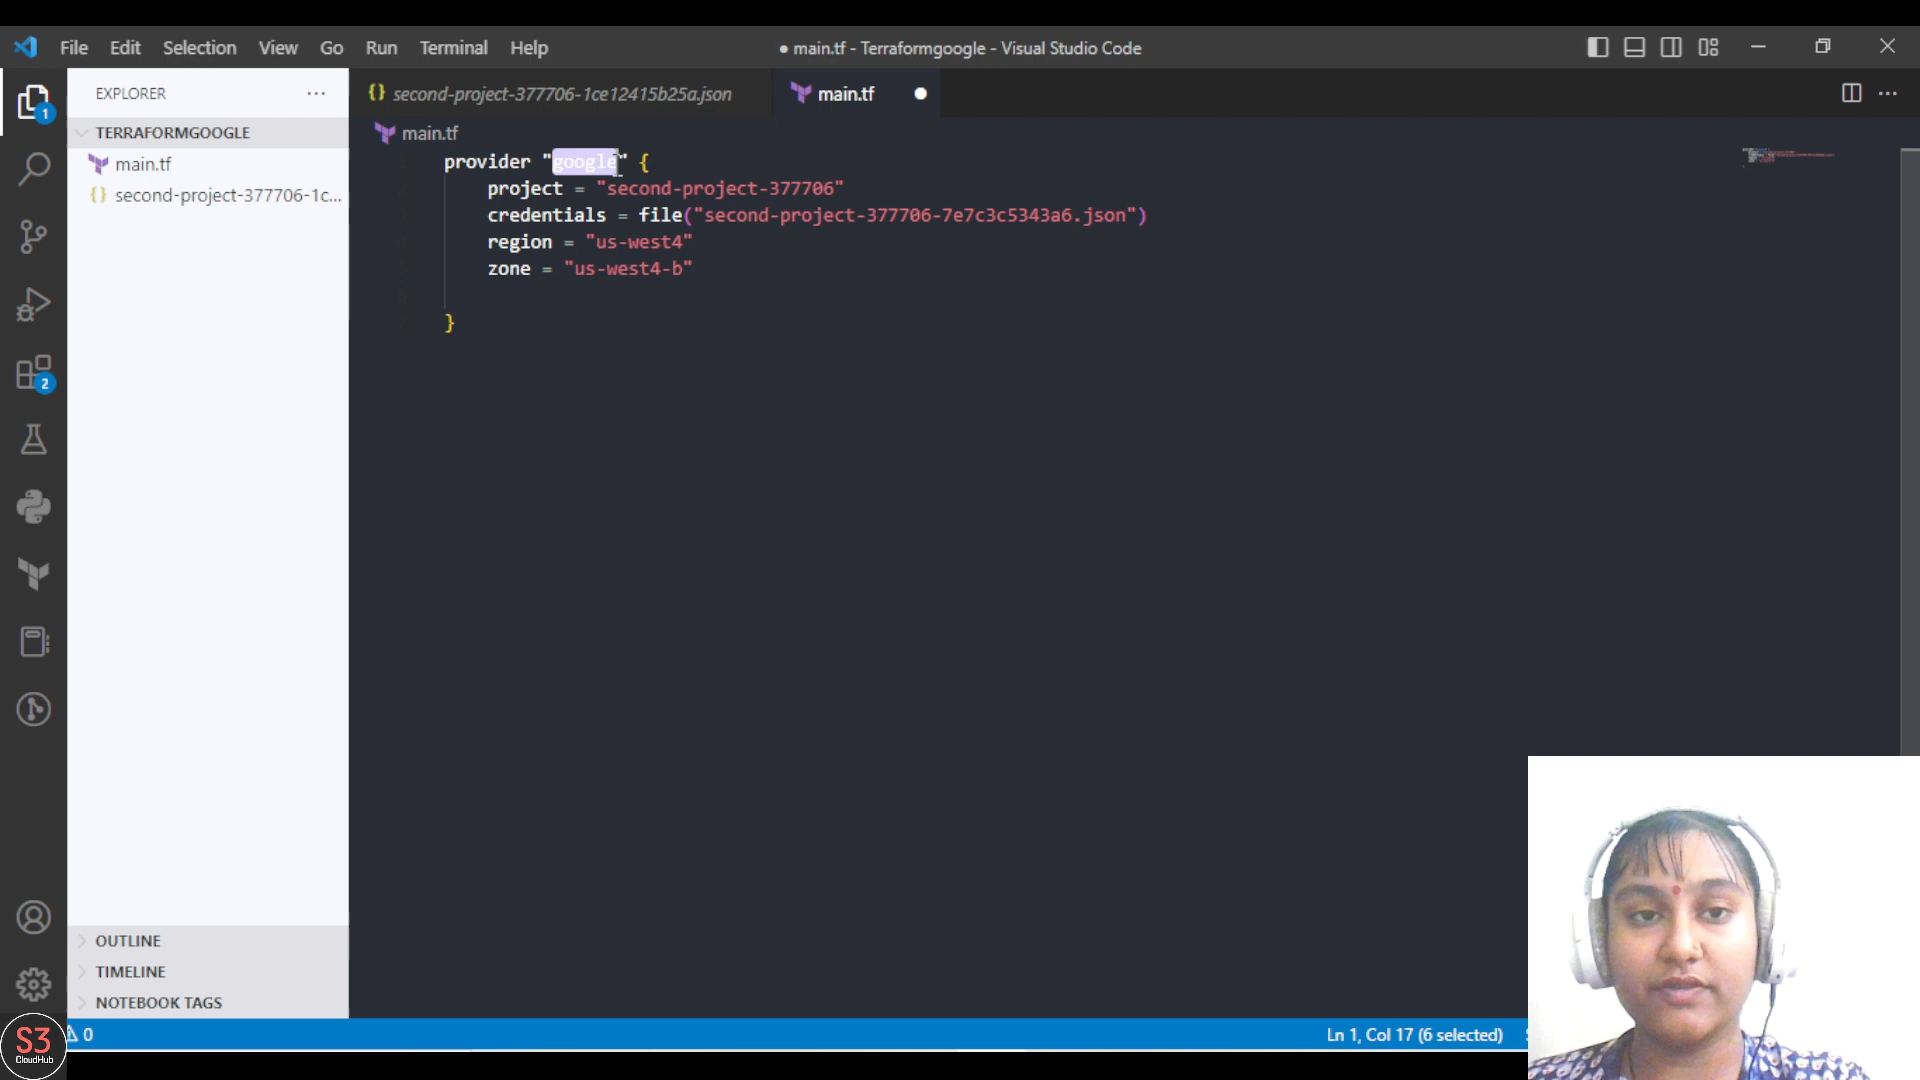 File Edit Selection View Go Run Terminal Help
● main.tf - Terraformgoogle - Visual Studio Code
EXPLORER
TERRAFORMGOOGLE
main.tf
second-project-377706-1c...
second-project-377706-1ce12415b25a.json
main.tf
main.tf
provider "google" {
project = "second-project-377706"
credentials = file("second-project-377706-7e7c3c5343a6.json")
region = "us-west4"
zone = "us-west4-b"
}
1
2
OUTLINE
TIMELINE
NOTEBOOK TAGS
S3
CloudHub
0
Ln 1, Col 17 (6 selected)